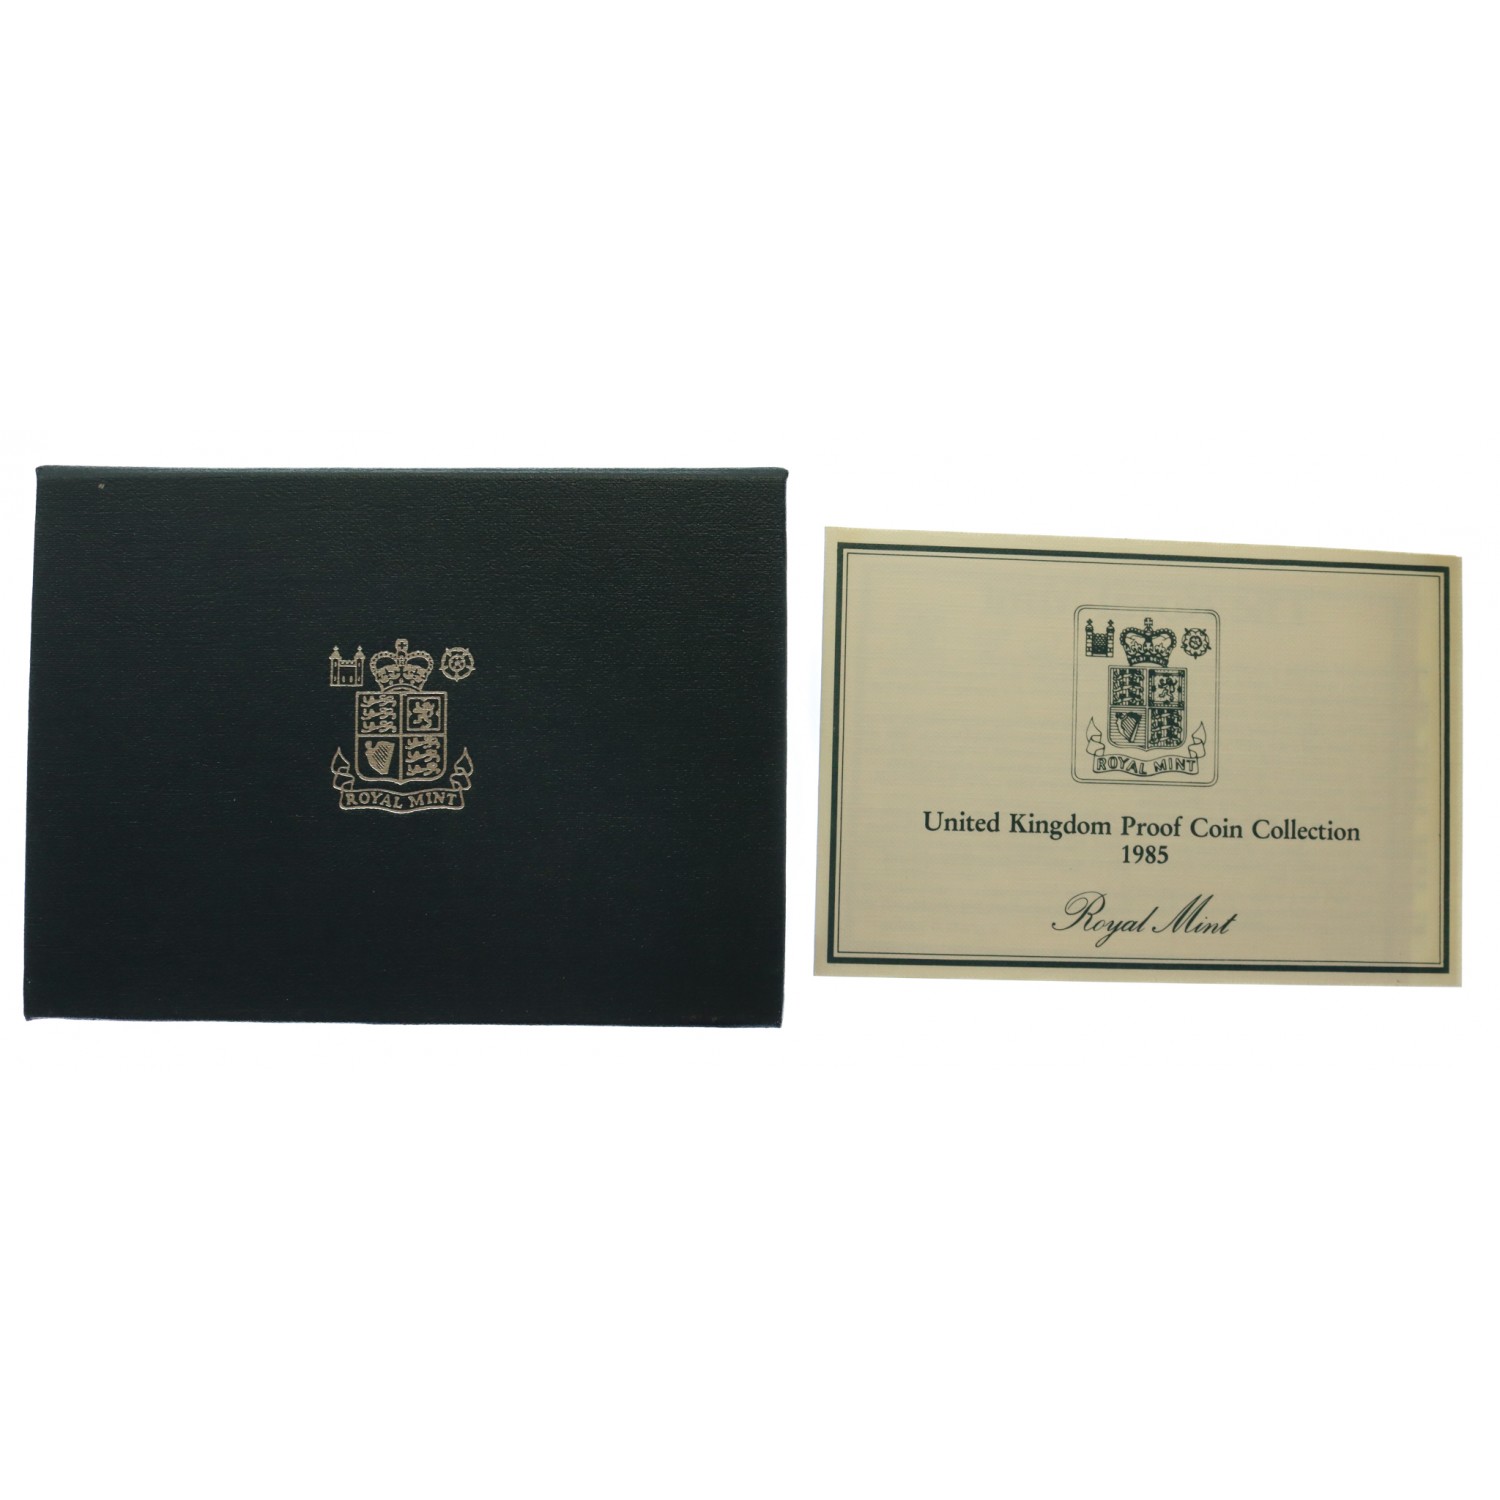 ROYAL MINT
ROYAL MINT
United Kingdom Proof Coin Collection
1985
Royal Mint